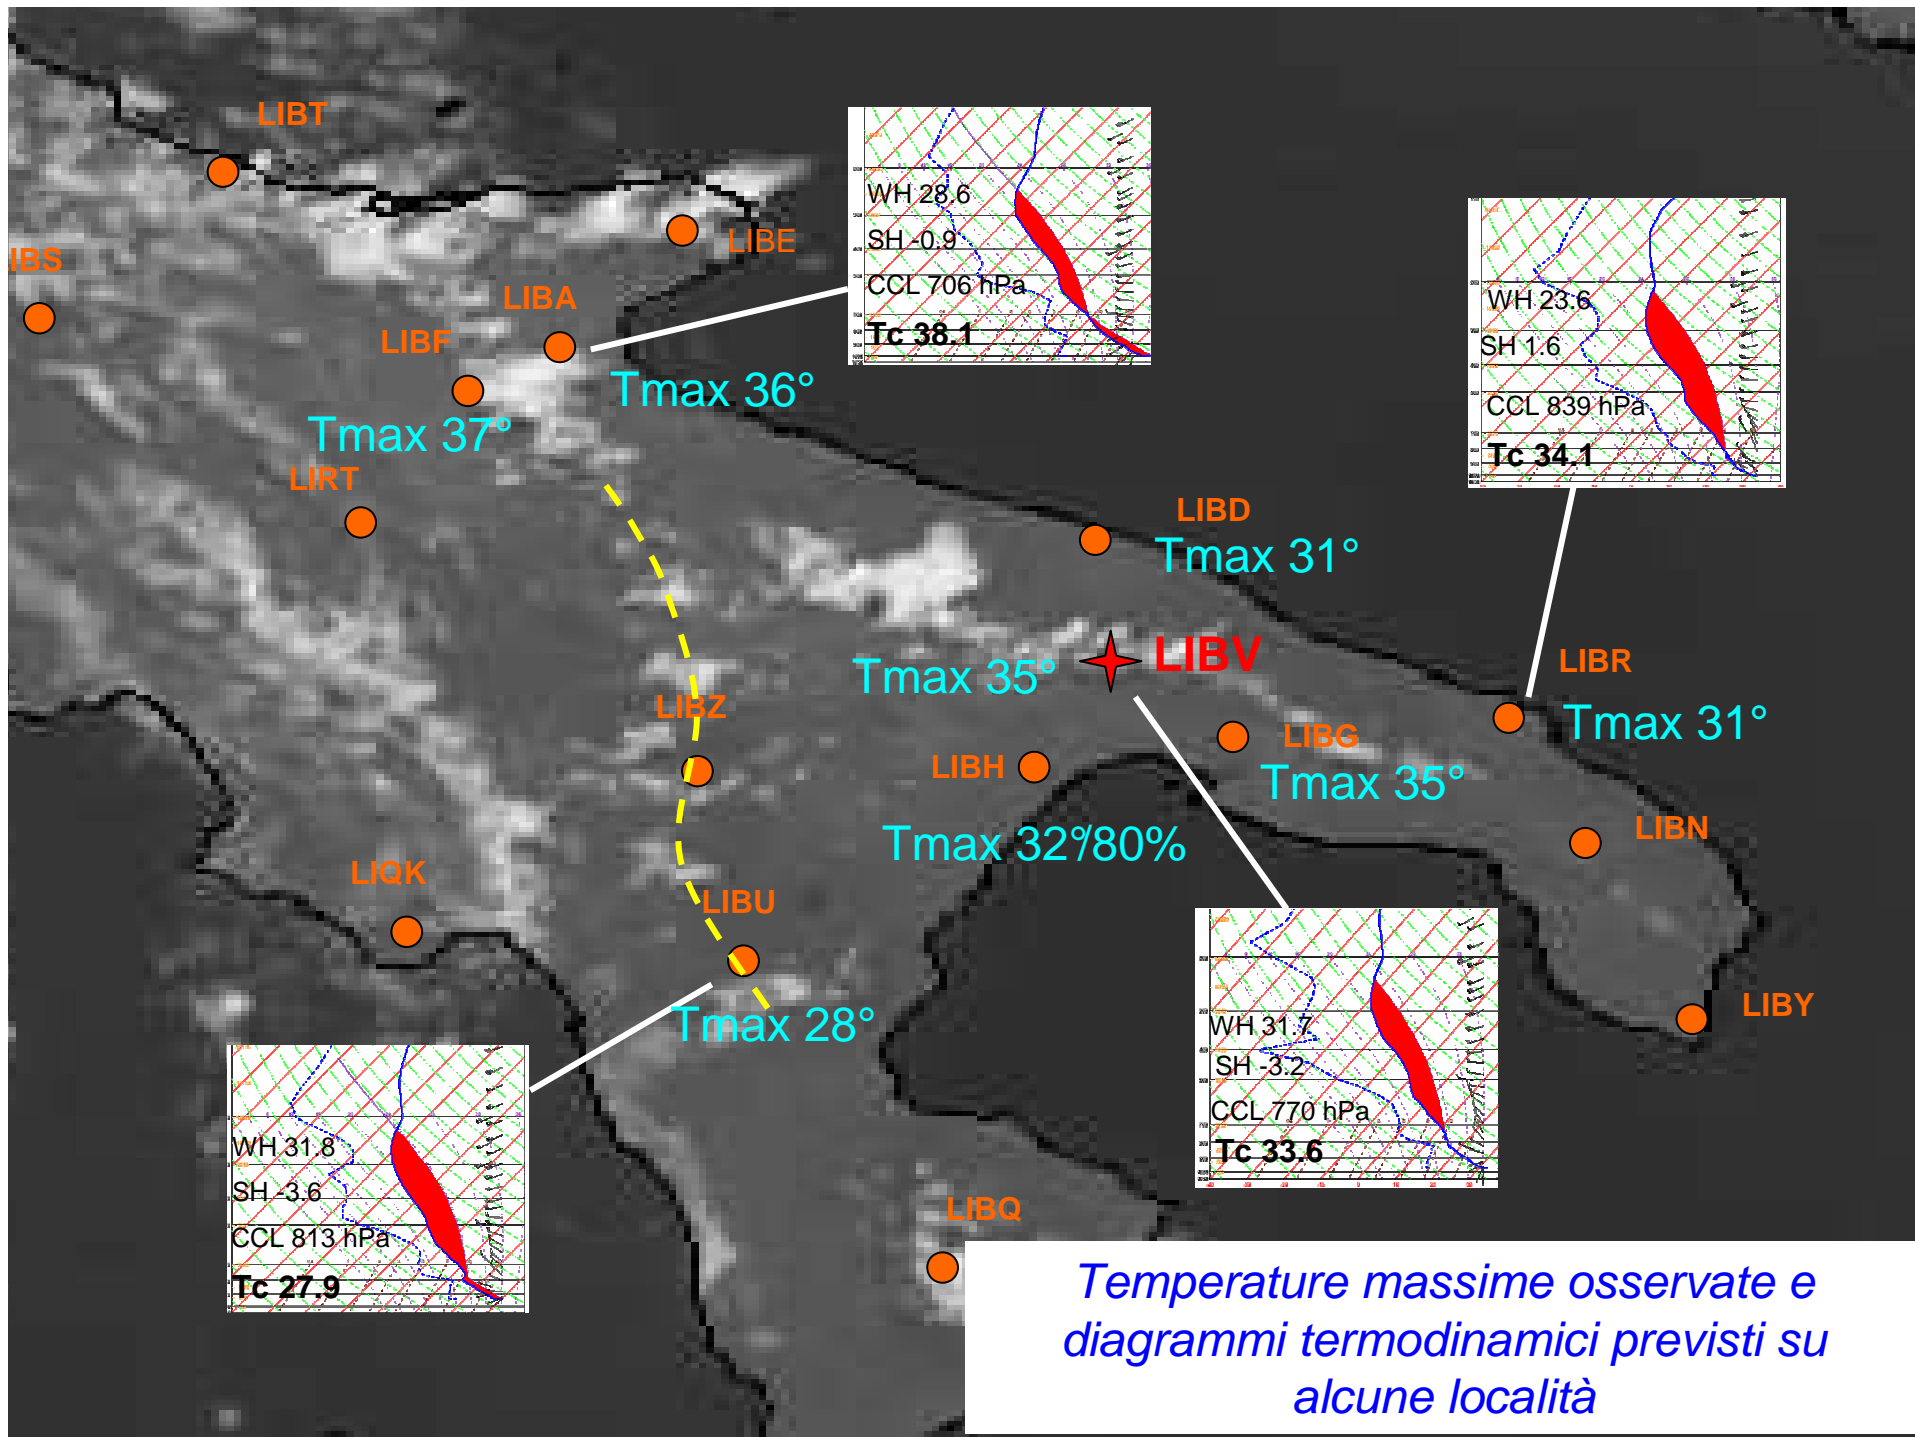 LIBT
LIBE
IBS
LIBA
LIBF
Tmax 36°
Tmax 37°
LIRT
WH 28.6
SH -0.9
CCL 706 hPa
Tc 38.1
WH 23.6
SH 1.6
CCL 839 hPa
Tc 34.1
LIBD
Tmax 31°
LIBV
Tmax 35°
LIBR
Tmax 31°
LIBZ
LIBG
Tmax 35°
LIBH
Tmax 32°/80%
LIBN
LIQK
LIBU
Tmax 28°
LIBY
WH 31.7
SH -3.2
CCL 770 hPa
Tc 33.6
WH 31.8
SH -3.6
CCL 813 hPa
Tc 27.9
LIBQ
Temperature massime osservate e
diagrammi termodinamici previsti su
alcune località